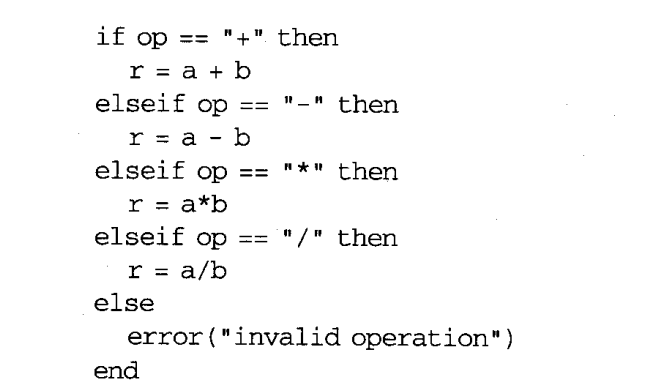 if op == "+" then
  r = a + b
elseif op == "-" then
  r = a - b
elseif op == "*" then
  r = a*b
elseif op == "/" then
  r = a/b
else
  error("invalid operation")
end